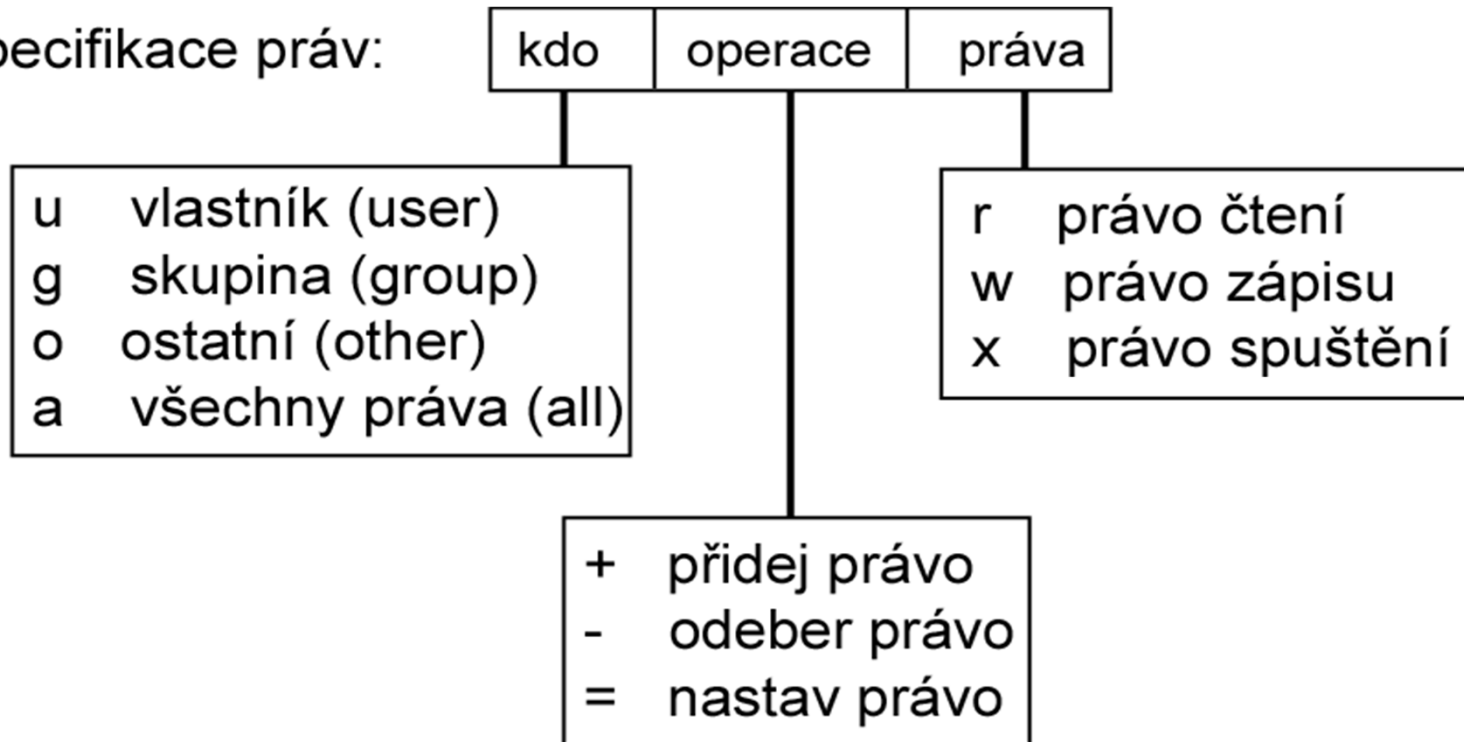 pecifikace práv:
kdo operace práva
u vlastník (user)
g skupina (group)
o ostatní (other)
a všechny práva (all)
r právo čtení
w právo zápisu
x právo spuštění
+ přidej právo
- odeber právo
= nastav právo